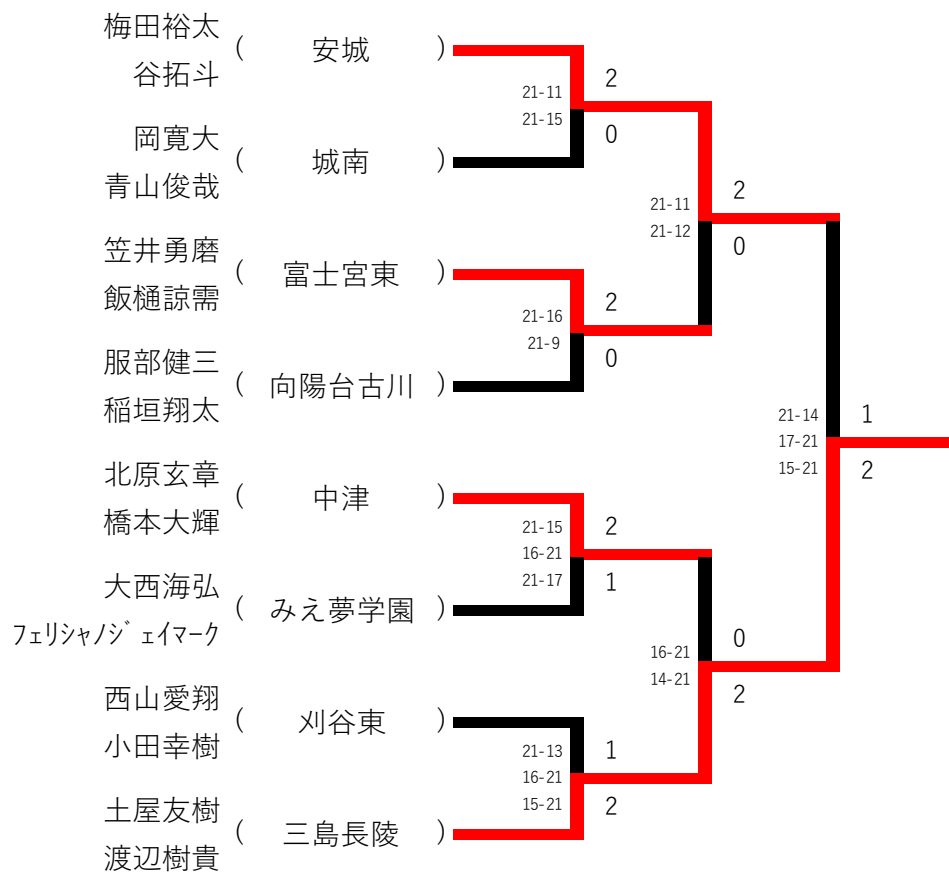 梅田裕太
谷拓斗
( 安城 )
21-11
21-15
2
0
岡寛大
青山俊哉
( 城南 )
21-11
21-12
2
0
笠井勇磨
飯樋諒需
( 富士宮東 )
21-16
21-9
2
0
服部健三
稲垣翔太
( 向陽台古川 )
21-14
17-21
15-21
1
2
北原玄章
橋本大輝
( 中津 )
21-15
16-21
21-17
2
1
大西海弘
フェリシャノジェイマーク
( みえ夢学園 )
16-21
14-21
0
2
西山愛翔
小田幸樹
( 刈谷東 )
21-13
16-21
15-21
1
2
土屋友樹
渡辺樹貴
( 三島長陵 )